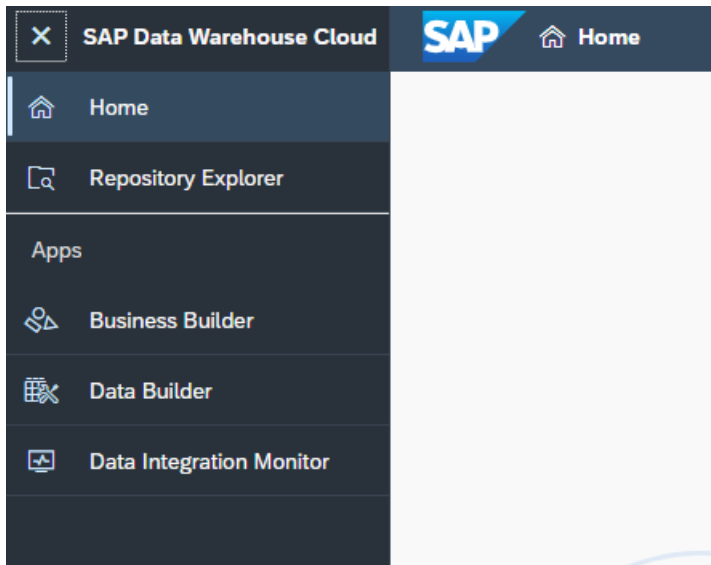 SAP Data Warehouse Cloud
SAP Home
Home
Repository Explorer
Apps
Business Builder
Data Builder
Data Integration Monitor